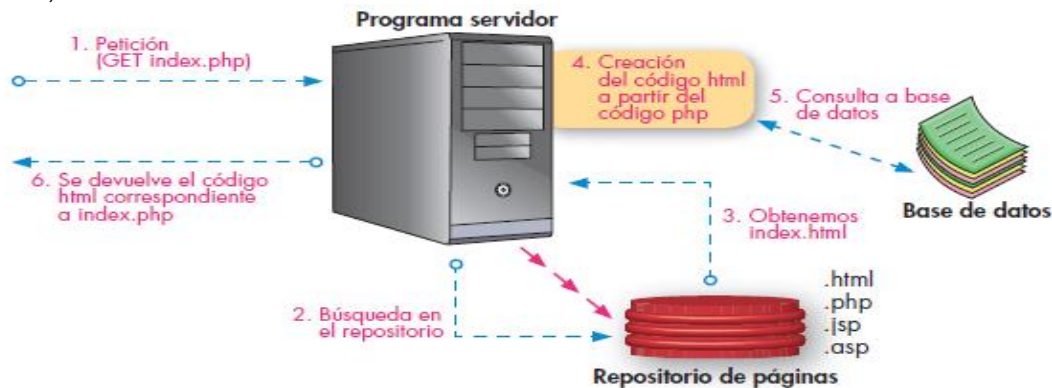 Programa servidor
1. Petición
(GET index.php)
4. Creación
del código html
a partir del
código php
5. Consulta a base
de datos
6. Se devuelve el código
html correspondiente
a index.php
Base de datos
3. Obtenemos
index.html
2. Búsqueda en
el repositorio
.html
.php
.jsp
.asp
Repositorio de páginas